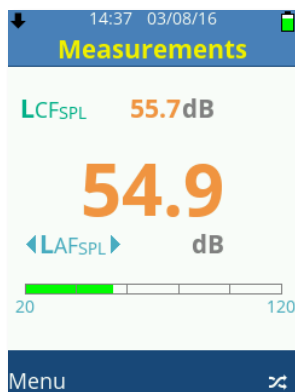 14:37 03/08/16
Measurements
LCFSPL 55.7dB
54.9
LAFSPL dB
20 120
Menu